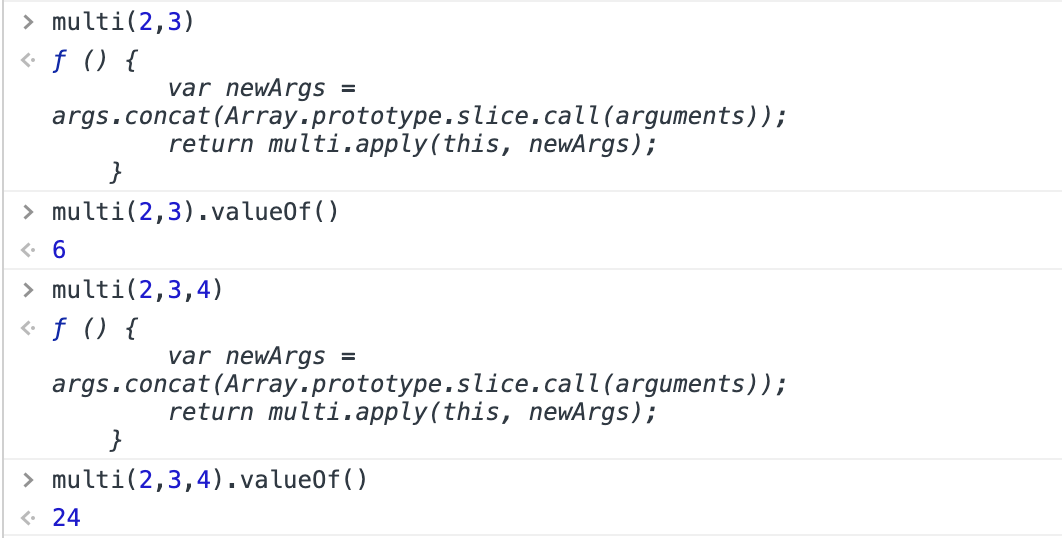 > multi(2,3)
<· ƒ () {
var newArgs =
args.concat(Array.prototype.slice.call(arguments));
return multi.apply(this, newArgs);
}
> multi(2,3).valueOf()
<· 6
> multi(2,3,4)
<· ƒ () {
var newArgs =
args.concat(Array.prototype.slice.call(arguments));
return multi.apply(this, newArgs);
}
> multi(2,3,4).valueOf()
<· 24